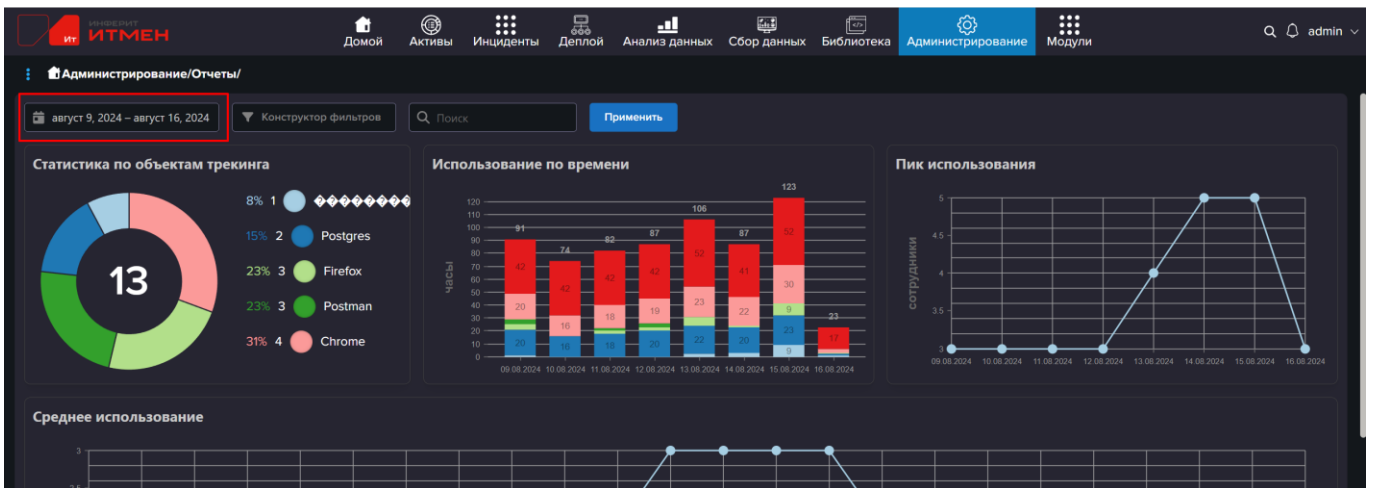 ИНФЕРИТ
ИТМЕН
Ит
Домой Активы Инциденты Деплой Анализ данных Сбор данных Библиотека Администрирование Модули admin
Администрирование/Отчеты/
август 9, 2024 – август 16, 2024 Конструктор фильтров Поиск Применить
Статистика по объектам трекинга
13
8% 1 ��������
15% 2 Postgres
23% 3 Firefox
23% 3 Postman
31% 4 Chrome
Использование по времени
часы
120
110
100
90
80
70
60
50
40
30
20
10
0
91 74 82 87 106 87 123 23
42 42 42 42 52 41 52 17
20 16 18 19 23 22 30
9
20 16 18 20 22 20 23
9
09.08.2024 10.08.2024 11.08.2024 12.08.2024 13.08.2024 14.08.2024 15.08.2024 16.08.2024
Пик использования
сотрудники
5
4.5
4
3.5
3
09.08.2024 10.08.2024 11.08.2024 12.08.2024 13.08.2024 14.08.2024 15.08.2024 16.08.2024
Среднее использование
3
2.5